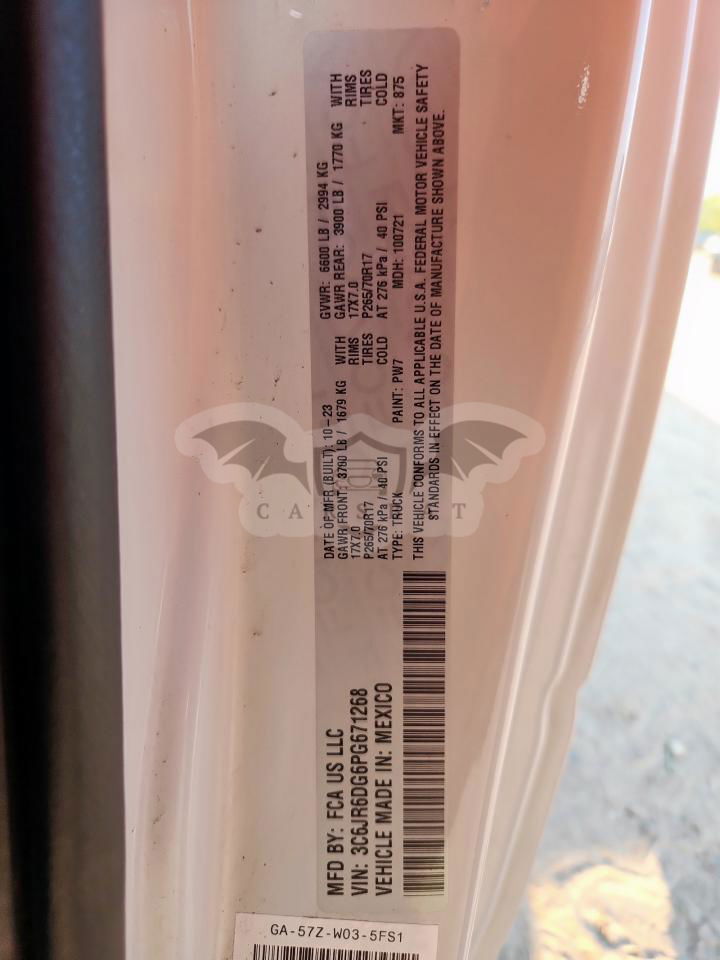 MFD BY: FCA US LLC
VIN: 3C6JR6DG6PG671268
VEHICLE MADE IN: MEXICO
DATE OF MFR (BUILT): 10-23 GVWR: 6600 LB / 2994 KG
GAWR FRONT: 3700 LB / 1679 KG WITH GAWR REAR: 3900 LB / 1770 KG WITH
17X7.0 RIMS 17X7.0 RIMS
P265/70R17 TIRES P265/70R17 TIRES
AT 276 kPa / 40 PSI COLD AT 276 kPa / 40 PSI COLD
TYPE: TRUCK PAINT: PW7 MDH: 100721 MKT: 875
THIS VEHICLE CONFORMS TO ALL APPLICABLE U.S.A. FEDERAL MOTOR VEHICLE SAFETY
STANDARDS IN EFFECT ON THE DATE OF MANUFACTURE SHOWN ABOVE.
GA-57Z-W03-5FS1